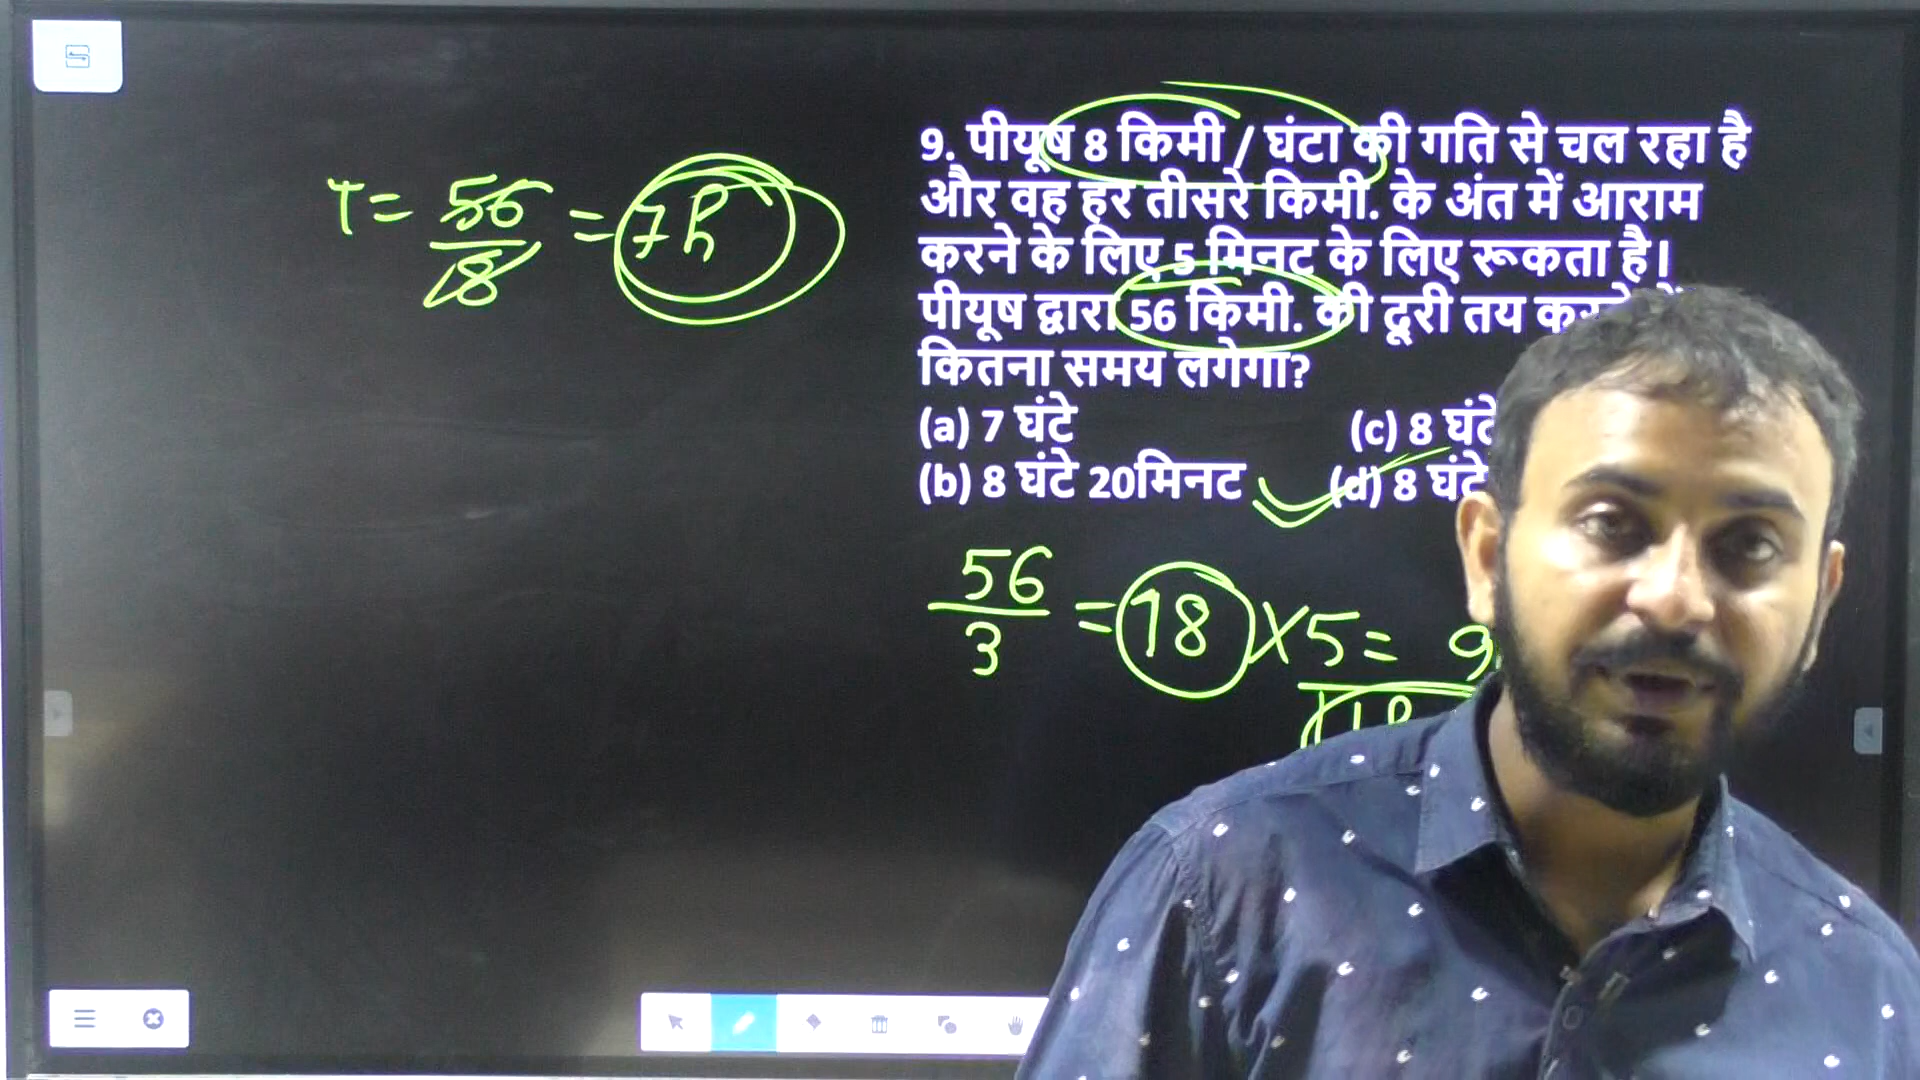 T = 56/8 = 7h
9. पीयूष 8 किमी / घंटा की गति से चल रहा है
और वह हर तीसरे किमी. के अंत में आराम
करने के लिए 5 मिनट के लिए रूकता है।
पीयूष द्वारा 56 किमी. की दूरी तय
कितना समय लगेगा?
(a) 7 घंटे (c) 8 घंटे
(b) 8 घंटे 20मिनट (d) 8 घंटे
56/3 = 18 X 5 = 9